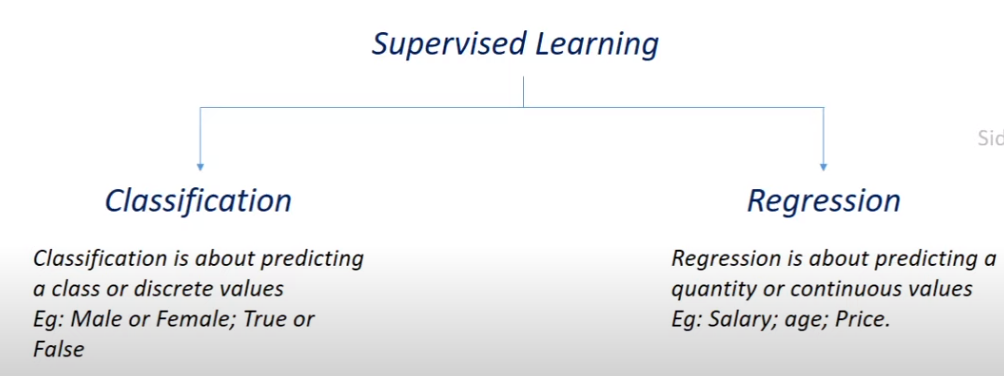 Supervised Learning
Classification
Classification is about predicting
a class or discrete values
Eg: Male or Female; True or
False
Regression
Regression is about predicting a
quantity or continuous values
Eg: Salary; age; Price.